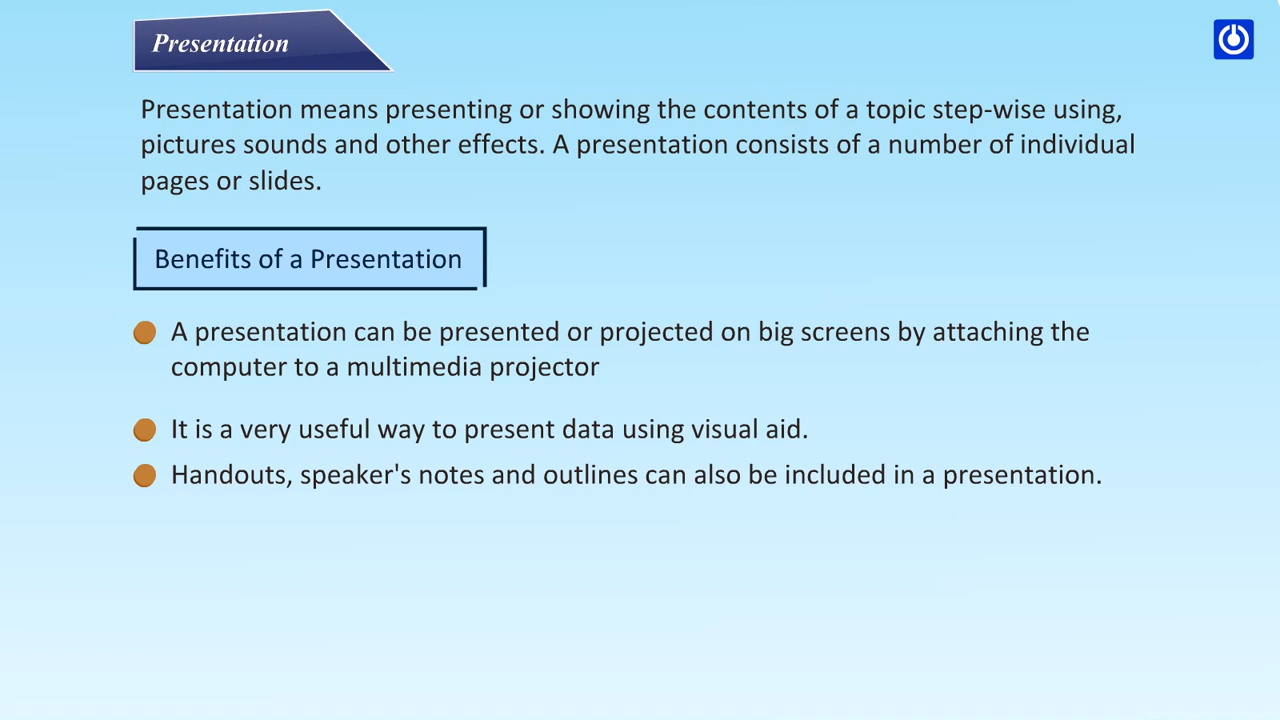 Presentation
Presentation means presenting or showing the contents of a topic step-wise using,
pictures sounds and other effects. A presentation consists of a number of individual
pages or slides.
Benefits of a Presentation
A presentation can be presented or projected on big screens by attaching the
computer to a multimedia projector
It is a very useful way to present data using visual aid.
Handouts, speaker's notes and outlines can also be included in a presentation.